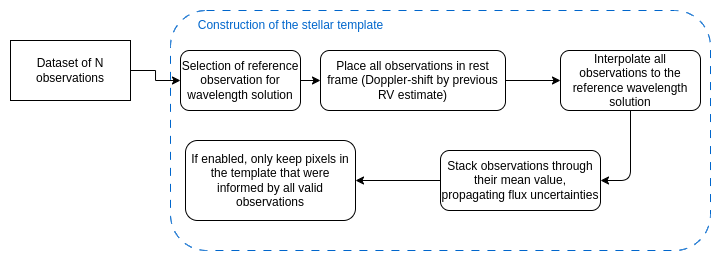 Construction of the stellar template
Dataset of N
observations
Selection of reference
observation for
wavelength solution
Place all observations in rest
frame (Doppler-shift by previous
RV estimate)
Interpolate all
observations to the
reference wavelength
solution
Stack observations through
their mean value,
propagating flux uncertainties
If enabled, only keep pixels in
the template that were
informed by all valid
observations